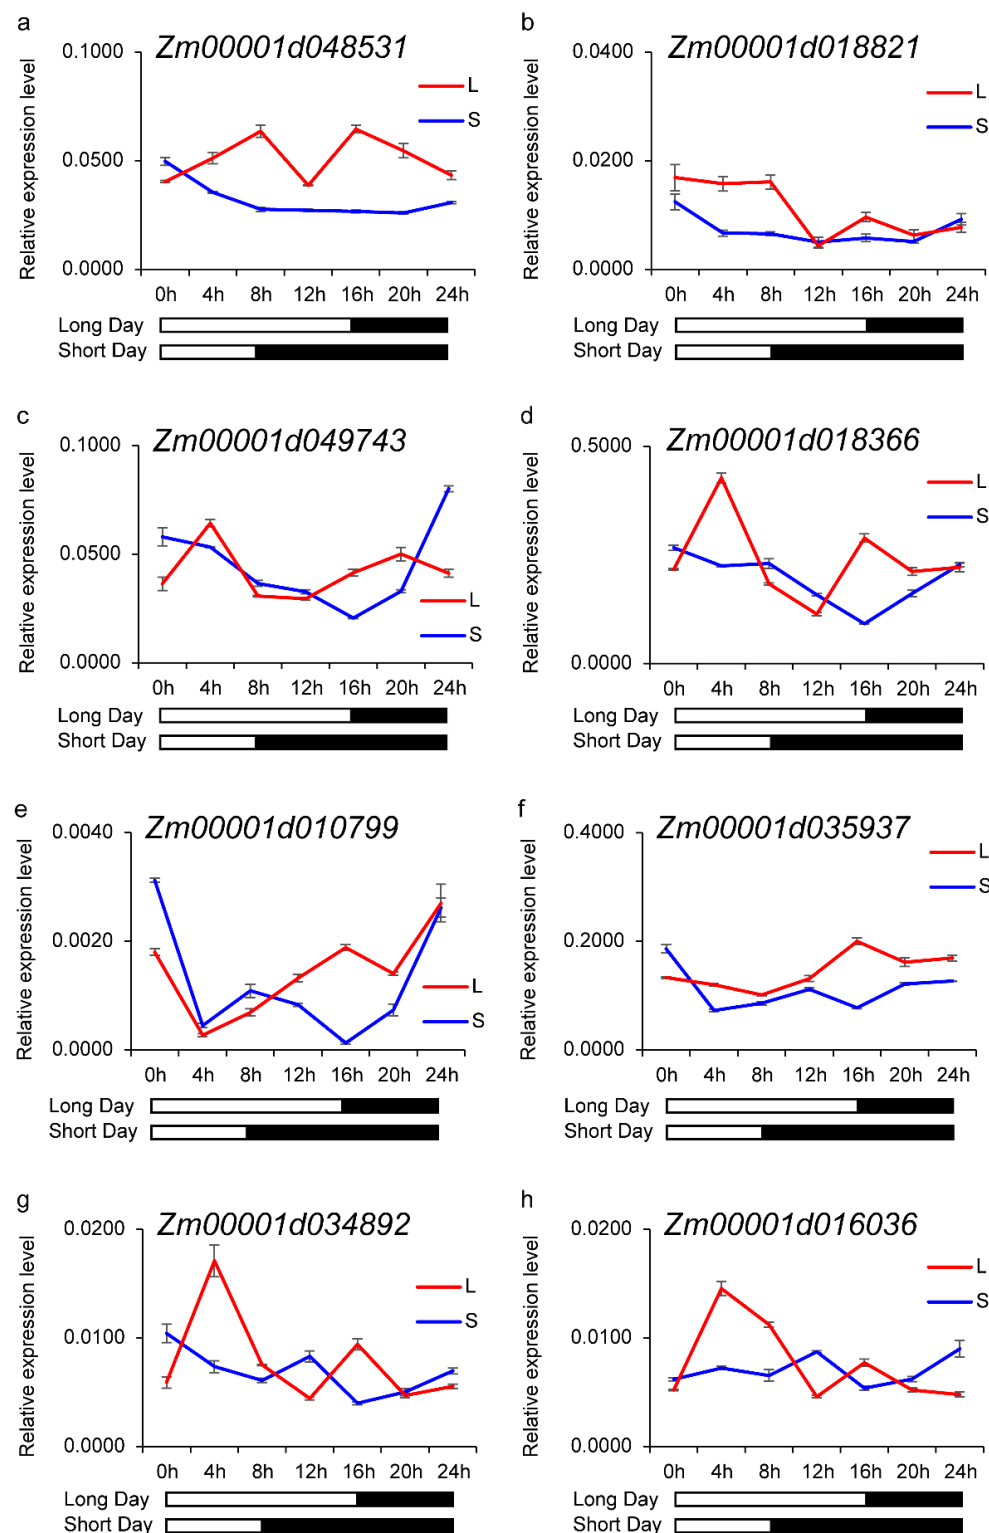 a
Zm00001d048531
Relative expression level
0.1000
0.0500
0.0000
L
S
0h 4h 8h 12h 16h 20h 24h
Long Day
Short Day
b
Zm00001d018821
Relative expression level
0.0400
0.0200
0.0000
L
S
0h 4h 8h 12h 16h 20h 24h
Long Day
Short Day
c
Zm00001d049743
Relative expression level
0.1000
0.0500
0.0000
L
S
0h 4h 8h 12h 16h 20h 24h
Long Day
Short Day
d
Zm00001d018366
Relative expression level
0.5000
0.0000
L
S
0h 4h 8h 12h 16h 20h 24h
Long Day
Short Day
e
Zm00001d010799
Relative expression level
0.0040
0.0020
0.0000
L
S
0h 4h 8h 12h 16h 20h 24h
Long Day
Short Day
f
Zm00001d035937
Relative expression level
0.4000
0.2000
0.0000
L
S
0h 4h 8h 12h 16h 20h 24h
Long Day
Short Day
g
Zm00001d034892
Relative expression level
0.0200
0.0100
0.0000
L
S
0h 4h 8h 12h 16h 20h 24h
Long Day
Short Day
h
Zm00001d016036
Relative expression level
0.0200
0.0100
0.0000
L
S
0h 4h 8h 12h 16h 20h 24h
Long Day
Short Day